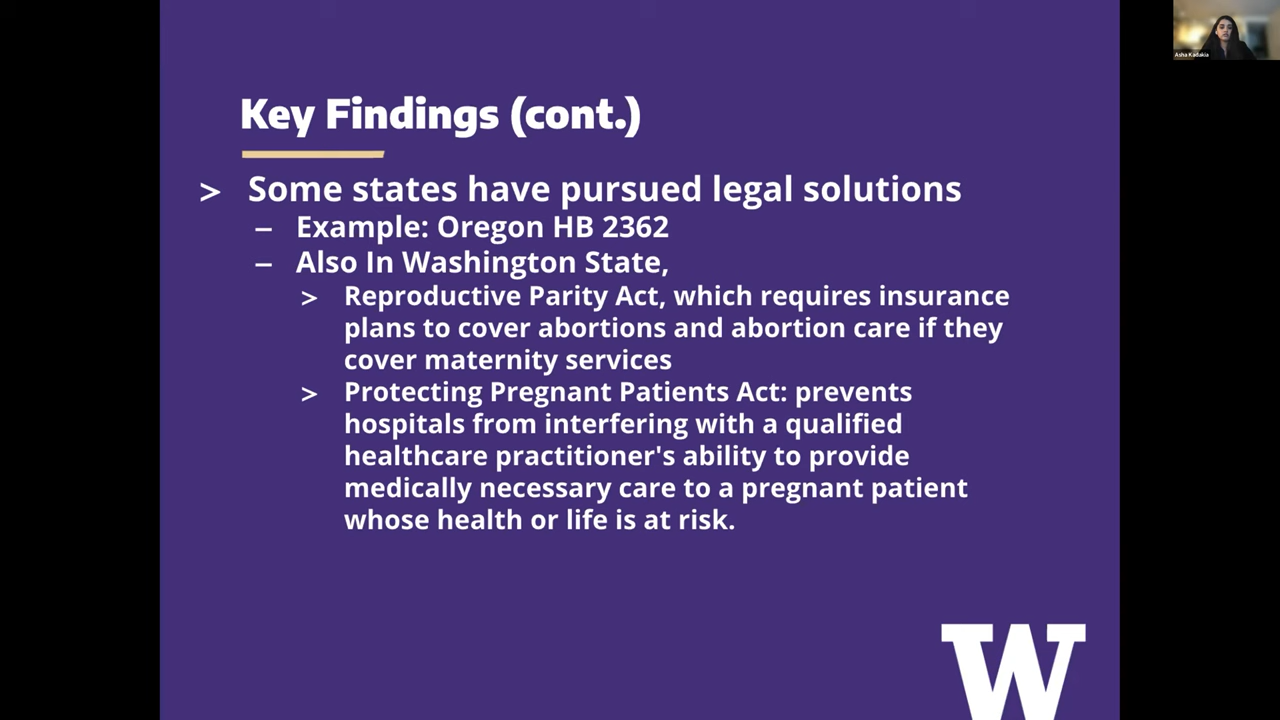 Key Findings (cont.)
> Some states have pursued legal solutions
– Example: Oregon HB 2362
– Also In Washington State,
> Reproductive Parity Act, which requires insurance
plans to cover abortions and abortion care if they
cover maternity services
> Protecting Pregnant Patients Act: prevents
hospitals from interfering with a qualified
healthcare practitioner's ability to provide
medically necessary care to a pregnant patient
whose health or life is at risk.
W
Asha Kadakia